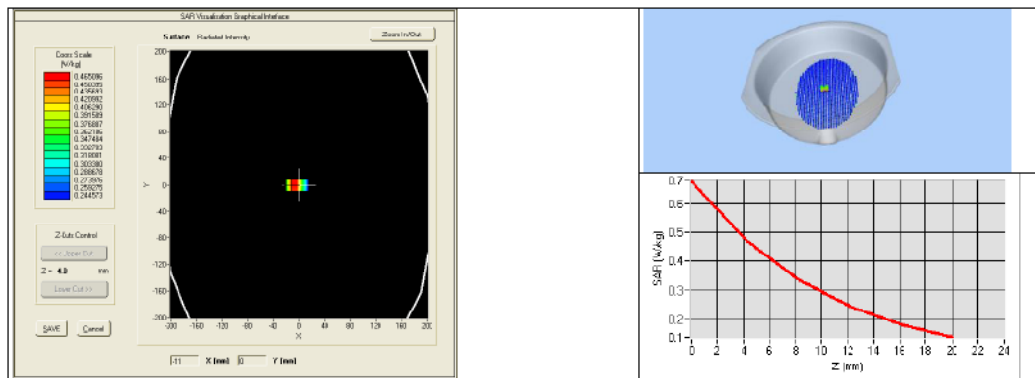 SAR Visualisation Graphical Interface
Surface Radiated Intensity
Zoom In/Out
Colors Scale
(W/kg)
0.465096
0.450395
0.435693
0.420992
0.406290
0.391589
0.376887
0.362186
0.347484
0.332783
0.318081
0.303380
0.288678
0.273976
0.259275
0.244573
Z-Cuts Control
<< Upper Cut
Z = 4.0 mm
Lower Cut >>
SAVE Cancel
200
160
120
80
40
0
-40
-80
-120
-160
-200
Y
-200 -160 -120 -80 -40 0 40 80 120 160 200
X
-11 X (mm) 0 Y (mm)
SAR (W/kg)
0.7
0.5
0.4
0.3
0.2
0.1
0 2 4 6 8 10 12 14 16 18 20 22 24
Z (mm)